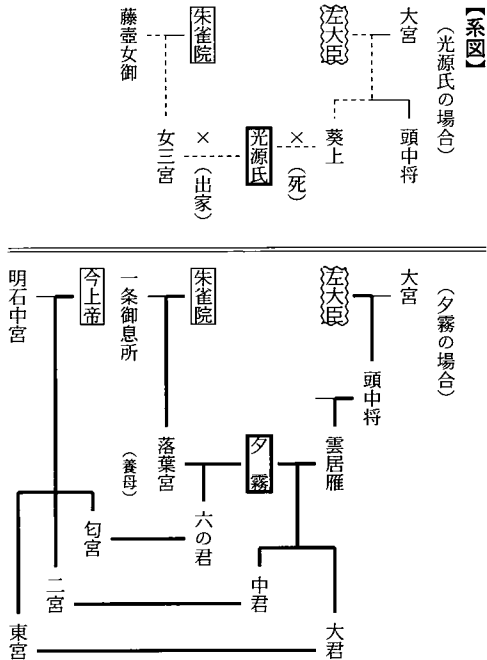 【系図】
(光源氏の場合)
大宮
左大臣
朱雀院
藤壺女御
頭中将
葵上
×
(死)
光源氏
×
(出家)
女三宮
(夕霧の場合)
大宮
左大臣
朱雀院
一条御息所
今上帝
明石中宮
頭中将
雲居雁
夕霧
落葉宮
(養母)
六の君
匂宮
中君
二宮
大君
東宮